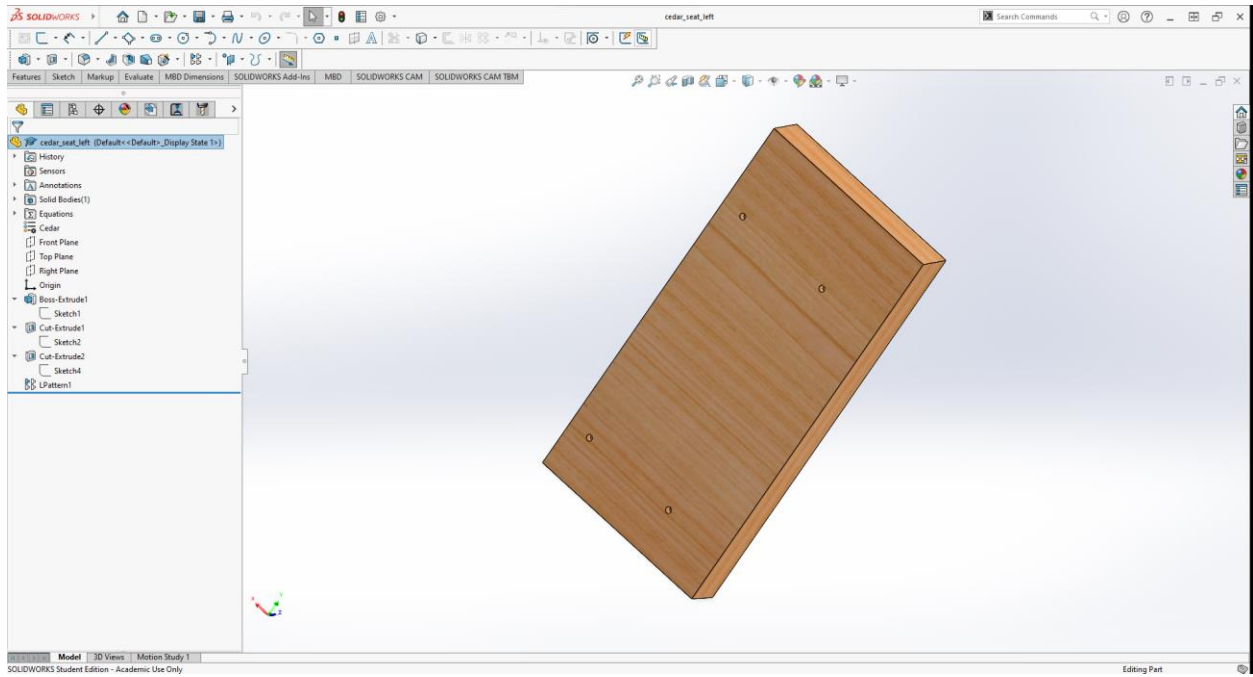 SOLIDWORKS
cedar_seat_left
Search Commands
Features Sketch Markup Evaluate MBD Dimensions SOLIDWORKS Add-Ins MBD SOLIDWORKS CAM SOLIDWORKS CAM TBM
cedar_seat_left (Default<<Default>_Display State 1>)
History
Sensors
Annotations
Solid Bodies(1)
Equations
Cedar
Front Plane
Top Plane
Right Plane
Origin
Boss-Extrude1
Sketch1
Cut-Extrude1
Sketch2
Cut-Extrude2
Sketch4
LPattern1
Model 3D Views Motion Study 1
SOLIDWORKS Student Edition - Academic Use Only
Editing Part